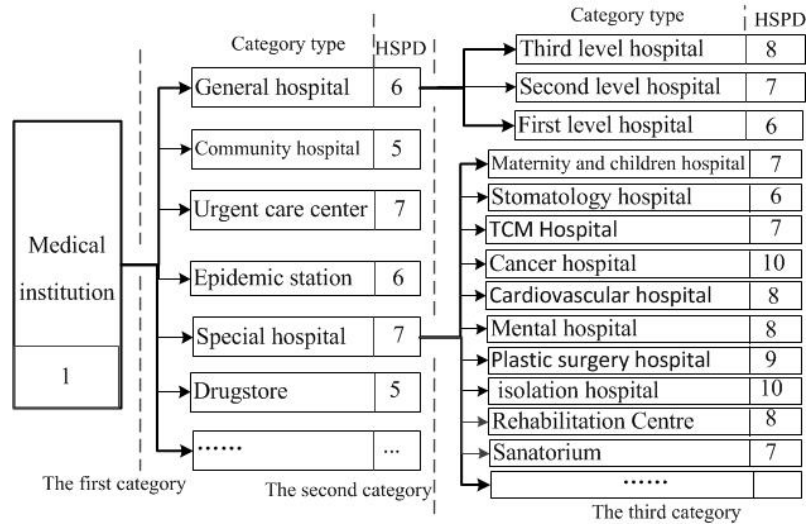 Category type HSPD
General hospital 6
Community hospital 5
Urgent care center 7
Medical
institution
1
Epidemic station 6
Special hospital 7
Drugstore 5
…… ...
The first category
The second category
Category type HSPD
Third level hospital 8
Second level hospital 7
First level hospital 6
Maternity and children hospital 7
Stomatology hospital 6
TCM Hospital 7
Cancer hospital 10
Cardiovascular hospital 8
Mental hospital 8
Plastic surgery hospital 9
isolation hospital 10
Rehabilitation Centre 8
Sanatorium 7
……
The third category